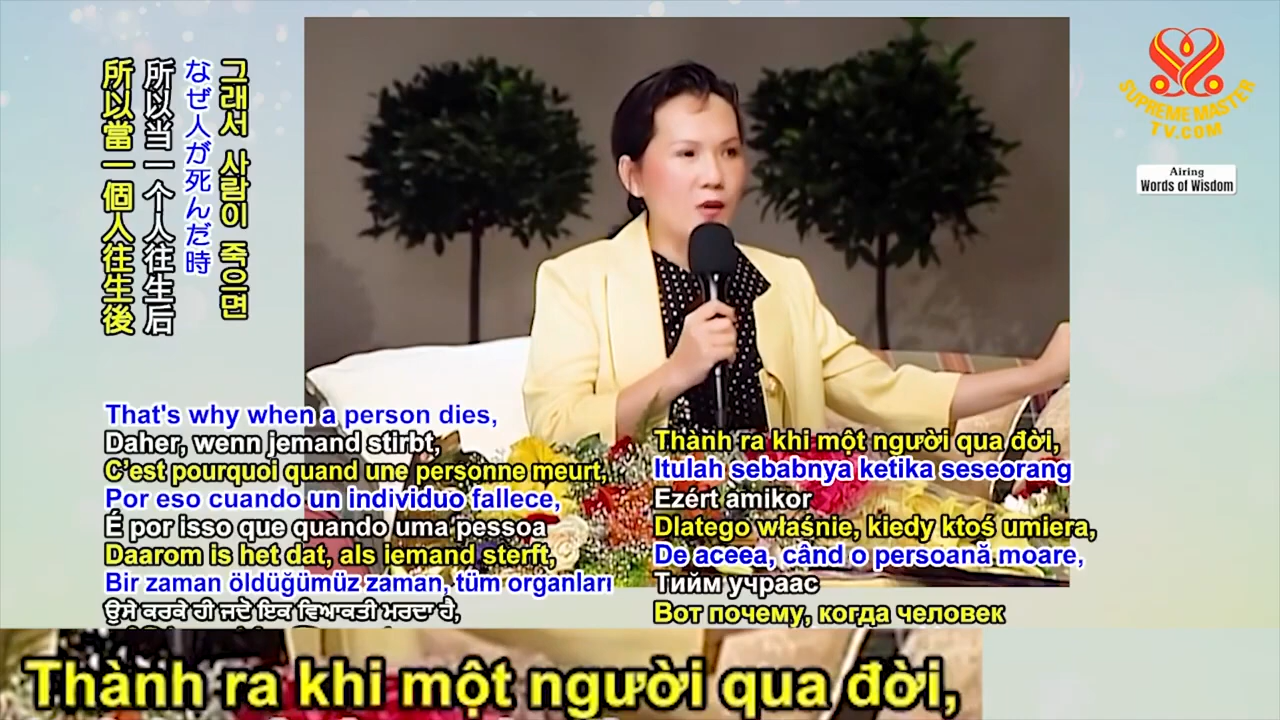 그래서 사람이 죽으면
なぜ人が死んだ時
所以当一个人往生后
所以當一個人往生後
SUPREME MASTER
TV.COM
Airing
Words of Wisdom
That's why when a person dies,
Daher, wenn jemand stirbt,
C'est pourquoi quand une personne meurt,
Por eso cuando un individuo fallece,
É por isso que quando uma pessoa
Daarom is het dat, als iemand sterft,
Bir zaman öldüğümüz zaman, tüm organları
ਉਸੇ ਕਰਕੇ ਹੀ ਜਦੋ ਇਕ ਵਿਆਕਤੀ ਮਰਦਾ ਹੈ,
Thành ra khi một người qua đời,
Itulah sebabnya ketika seseorang
Ezért amikor
Dlatego właśnie, kiedy ktoś umiera,
De aceea, când o persoană moare,
Тийм учраас
Вот почему, когда человек
Thành ra khi một người qua đời,